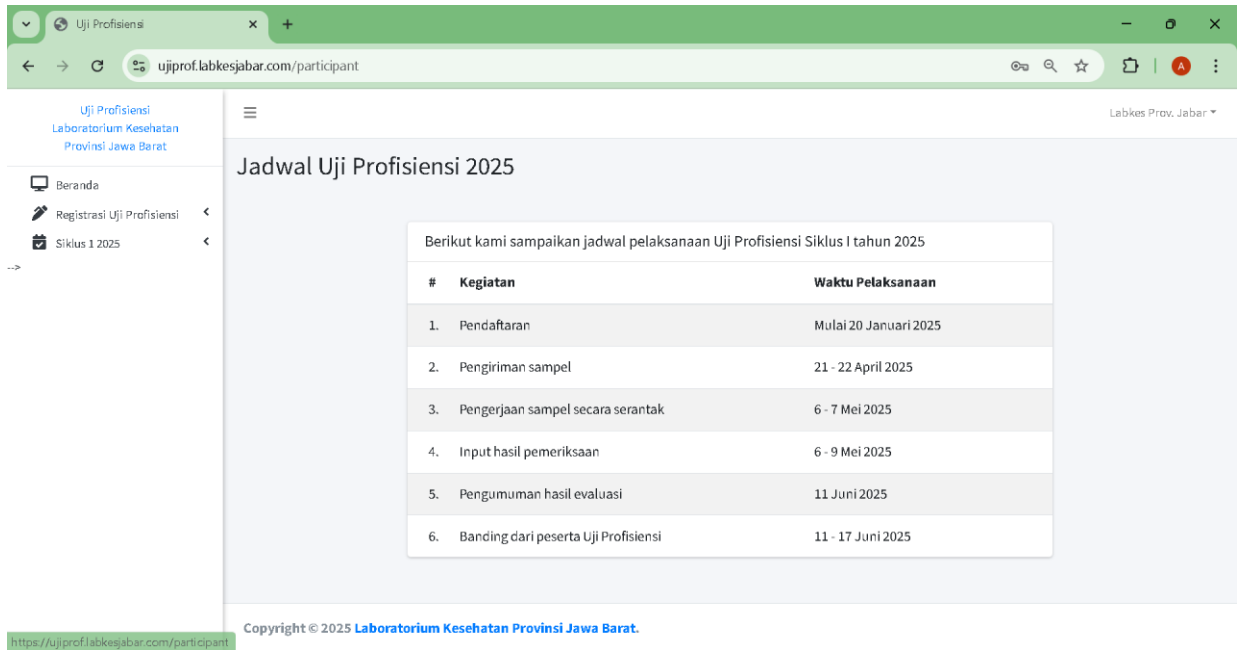 Uji Profisiensi
ujiprof.labkesjabar.com/participant
A
Uji Profisiensi
Laboratorium Kesehatan
Provinsi Jawa Barat
Labkes Prov. Jabar
Beranda
Registrasi Uji Profisiensi
Siklus 1 2025
-->
Jadwal Uji Profisiensi 2025
Berikut kami sampaikan jadwal pelaksanaan Uji Profisiensi Siklus I tahun 2025
# Kegiatan Waktu Pelaksanaan
1. Pendaftaran Mulai 20 Januari 2025
2. Pengiriman sampel 21 - 22 April 2025
3. Pengerjaan sampel secara serantak 6 - 7 Mei 2025
4. Input hasil pemeriksaan 6 - 9 Mei 2025
5. Pengumuman hasil evaluasi 11 Juni 2025
6. Banding dari peserta Uji Profisiensi 11 - 17 Juni 2025
Copyright © 2025 Laboratorium Kesehatan Provinsi Jawa Barat.
https://ujiprof.labkesjabar.com/participant